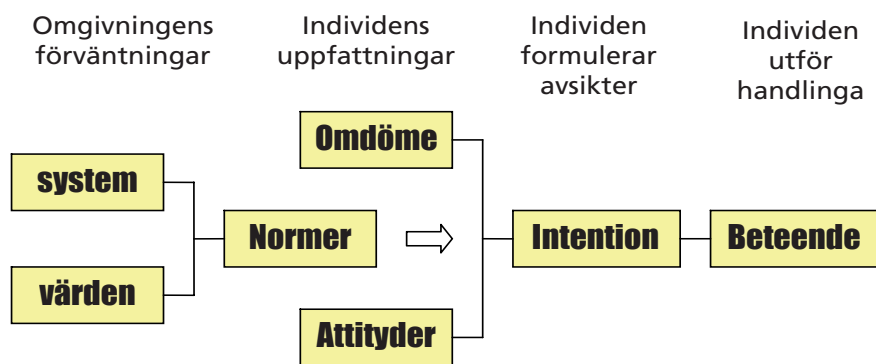 Omgivningens
förväntningar
Individens
uppfattningar
Individen
formulerar
avsikter
Individen
utför
handlinga
Omdöme
system
Normer
Intention
Beteende
värden
Attityder